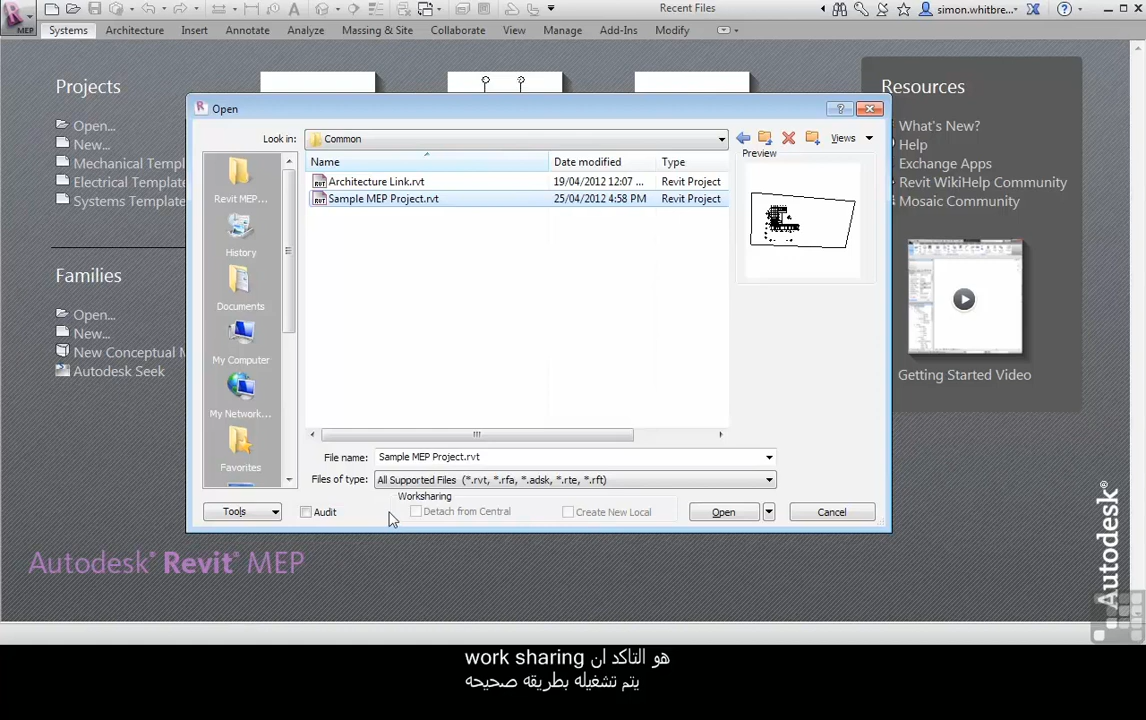 Recent Files
simon.whitbre...
MEP
Systems
Architecture
Insert
Annotate
Analyze
Massing & Site
Collaborate
View
Manage
Add-Ins
Modify
Projects
Open...
New...
Mechanical Templ
Electrical Template
Systems Template
Families
Open...
New...
New Conceptual M
Autodesk Seek
Open
Look in:
Common
Views
Name
Date modified
Type
Architecture Link.rvt
19/04/2012 12:07 ...
Revit Project
Sample MEP Project.rvt
25/04/2012 4:58 PM
Revit Project
Preview
Revit MEP...
History
Documents
My Computer
My Network...
Favorites
File name:
Sample MEP Project.rvt
Files of type:
All Supported Files (*.rvt, *.rfa, *.adsk, *.rte, *.rft)
Worksharing
Tools
Audit
Detach from Central
Create New Local
Open
Cancel
Resources
What's New?
Help
Exchange Apps
Revit WikiHelp Community
Mosaic Community
Getting Started Video
Autodesk® Revit® MEP
Autodesk®
هو التاكد ان work sharing
يتم تشغيله بطريقه صحيحه